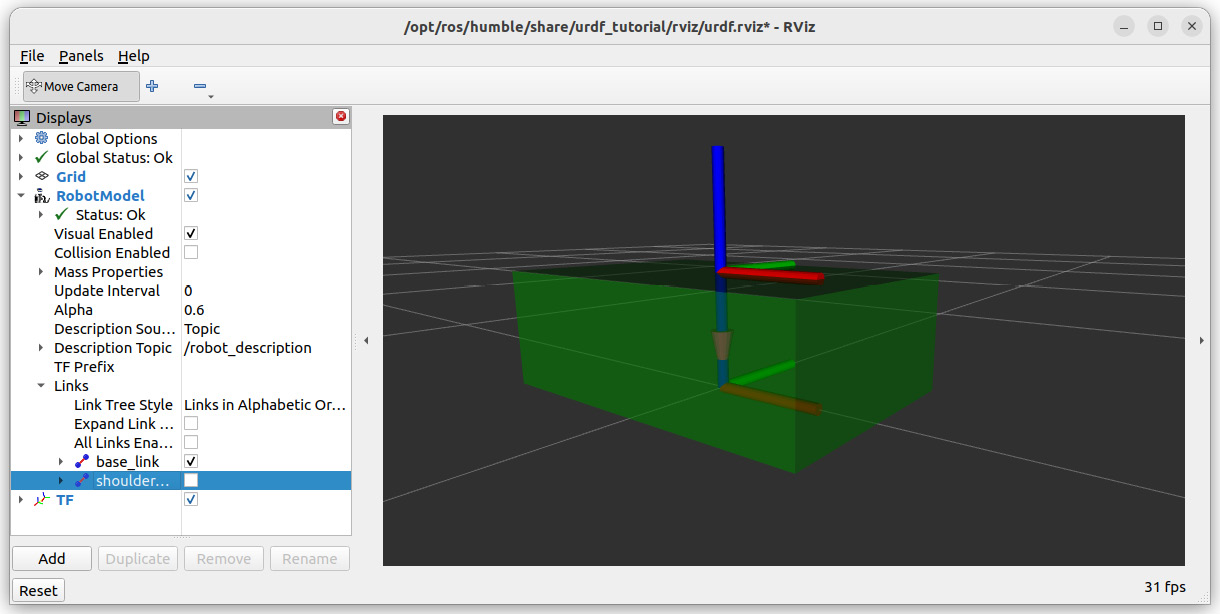 /opt/ros/humble/share/urdf_tutorial/rviz/urdf.rviz* - RViz
File Panels Help
Move Camera
Displays
Global Options
Global Status: Ok
Grid
RobotModel
Status: Ok
Visual Enabled
Collision Enabled
Mass Properties
Update Interval 0
Alpha 0.6
Description Sou... Topic
Description Topic /robot_description
TF Prefix
Links
Link Tree Style Links in Alphabetic Or...
Expand Link ...
All Links Ena...
base_link
shoulder...
TF
Add Duplicate Remove Rename
Reset
31 fps